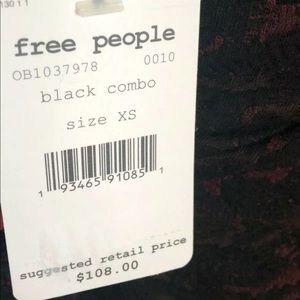 free people
OB1037978 0010
black combo
size XS
1 93465 91085 1
suggested retail price
$108.00